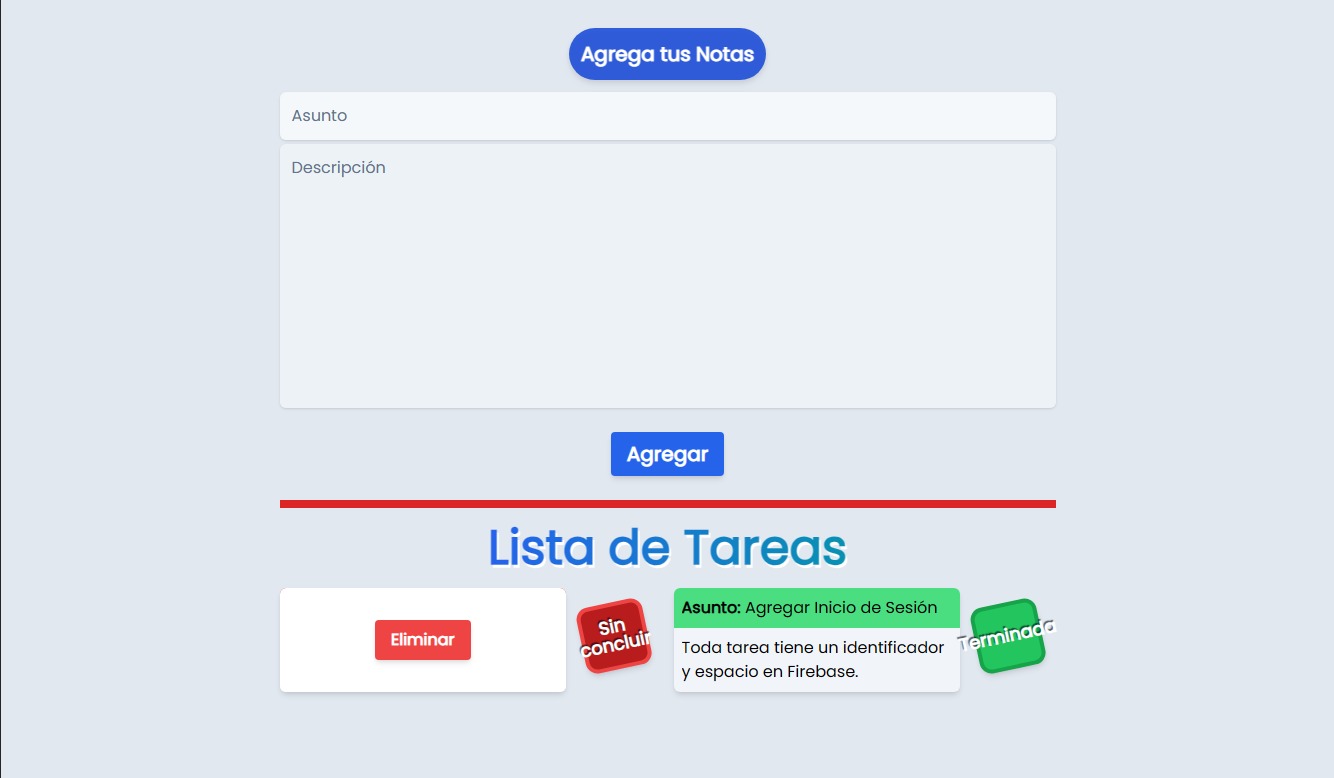 Agrega tus Notas
Asunto
Descripción
Agregar
Lista de Tareas
Eliminar
Sin
concluir
Asunto: Agregar Inicio de Sesión
Toda tarea tiene un identificador
y espacio en Firebase.
Terminada